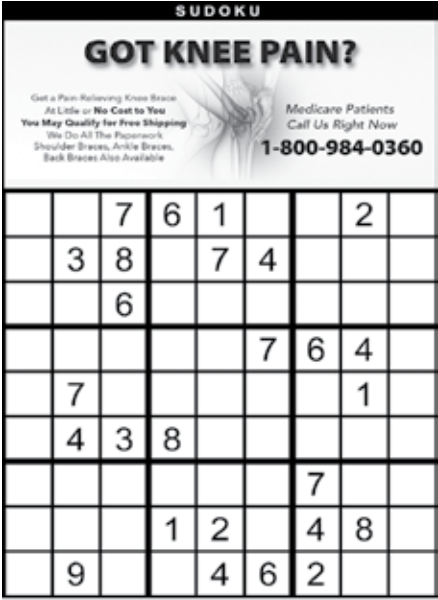 SUDOKU
GOT KNEE PAIN?
Get a Pain-Relieving Knee Brace
At Little or No Cost to You
You May Qualify for Free Shipping
We Do All The Paperwork
Shoulder Braces, Ankle Braces,
Back Braces Also Available
Medicare Patients
Call Us Right Now
1-800-984-0360
7 6 1 2
3 8 7 4
6
7 6 4
7 1
4 3 8
7
1 2 4 8
9 4 6 2